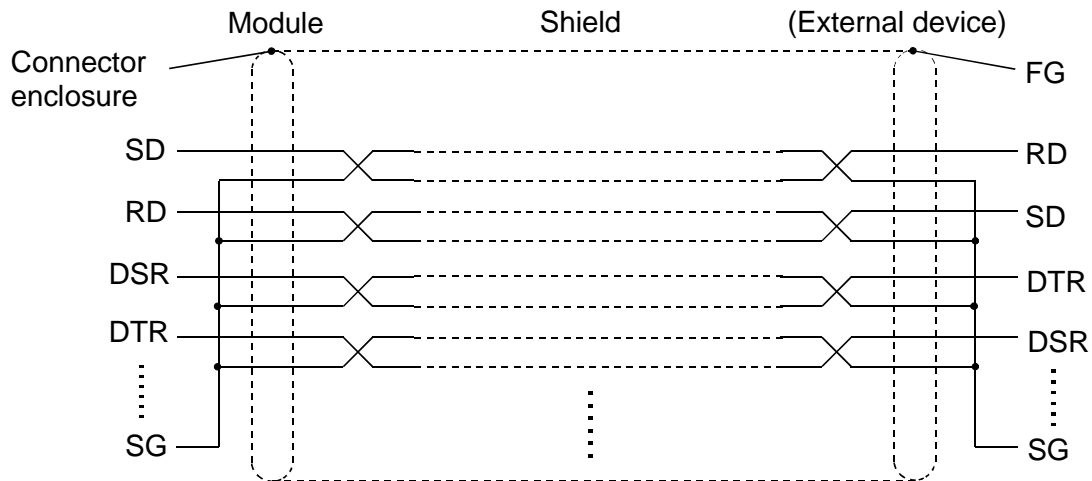 Module Shield (External device)
Connector
enclosure
FG
SD RD
RD SD
DSR DTR
DTR DSR
SG SG